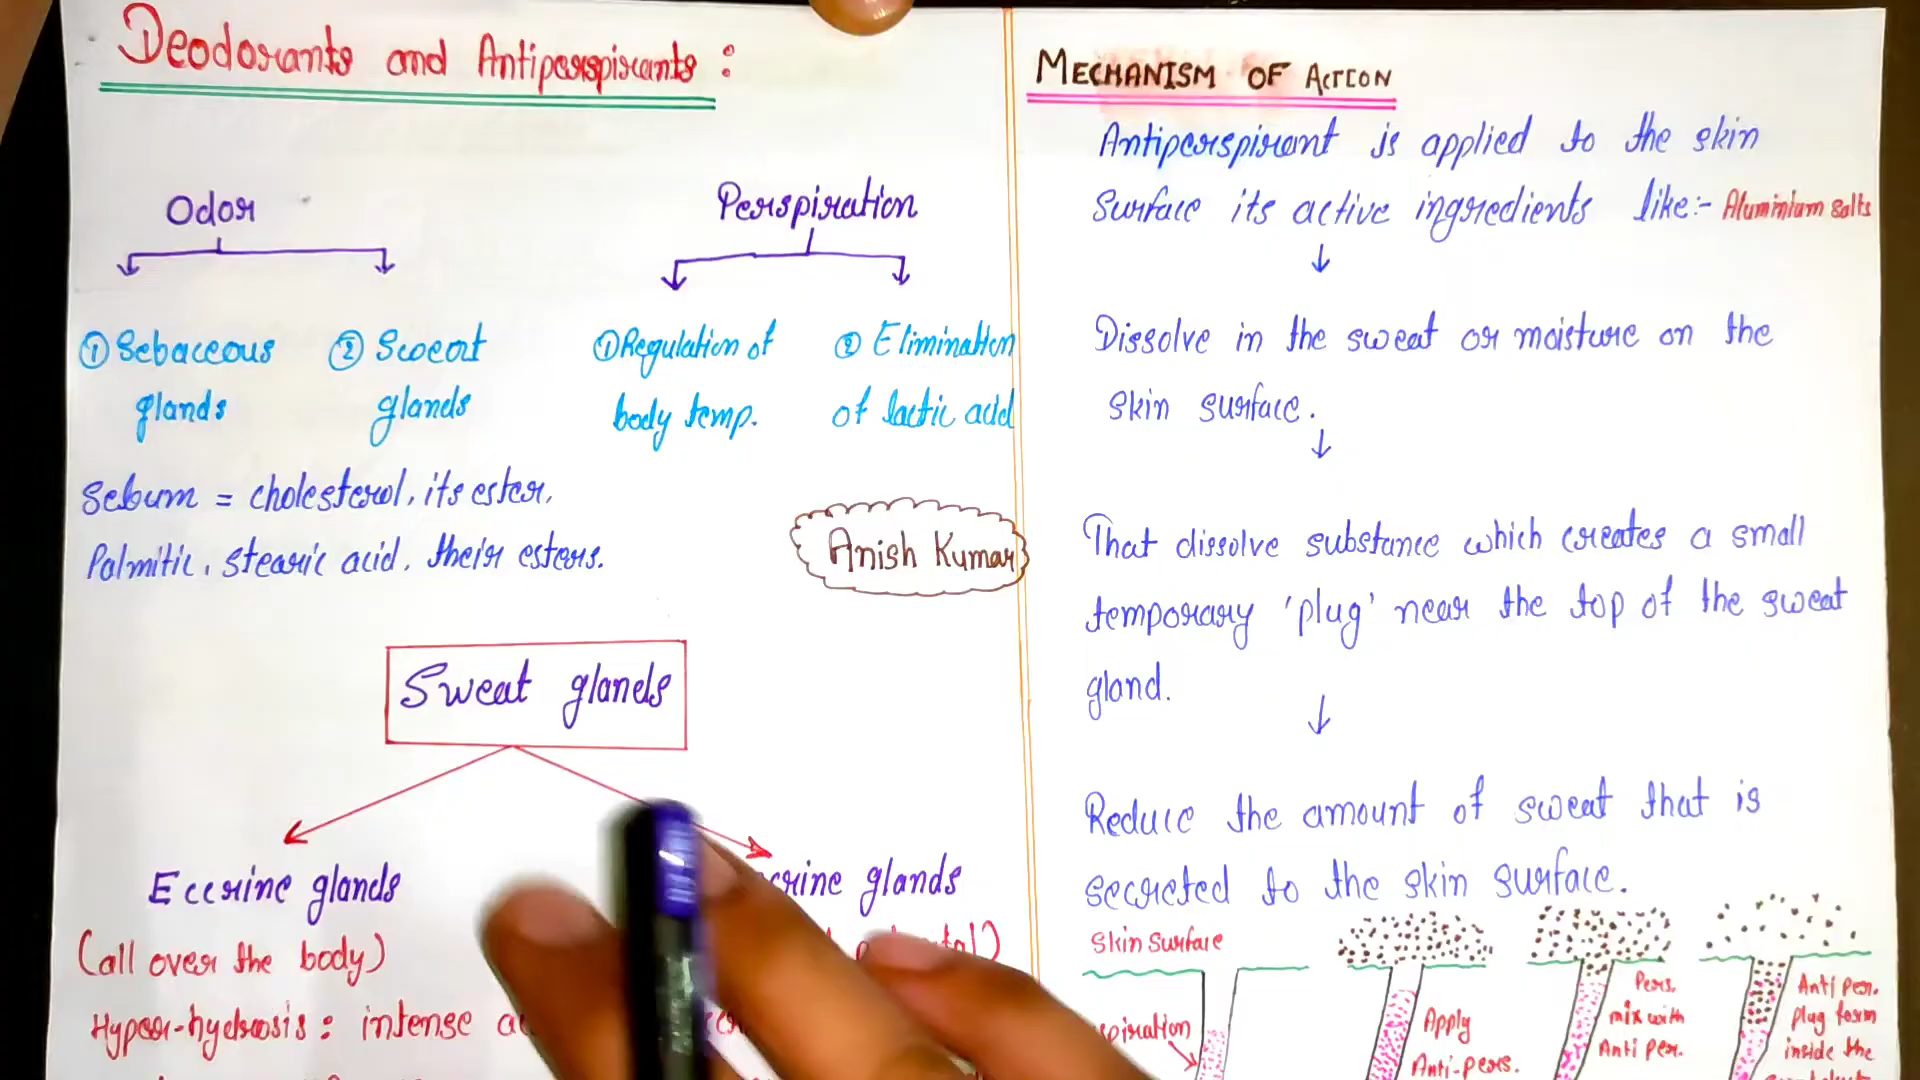 Deodorants and Antiperspirants :
Odor
Perspiration
① Sebaceous glands
② Sweat glands
① Regulation of body temp.
② Elimination of lactic acid
Sebum = cholesterol, its ester,
Palmitic, stearic acid, their esters.
Anish Kumar
Sweat glands
Eccrine glands
crine glands
(all over the body)
Hyper-hydrosis : intense
MECHANISM OF ACTION
Antiperspirant is applied to the skin
Surface its active ingredients like:- Aluminium salts
↓
Dissolve in the sweat or moisture on the
skin surface.
↓
That dissolve substance which creates a small
temporary 'plug' near the top of the sweat
gland.
↓
Reduce the amount of sweat that is
secreted to the skin surface.
Skin surface
spiration
Apply
Anti-pers.
Pers.
mix with
Anti per.
Anti per.
plug form
inside the